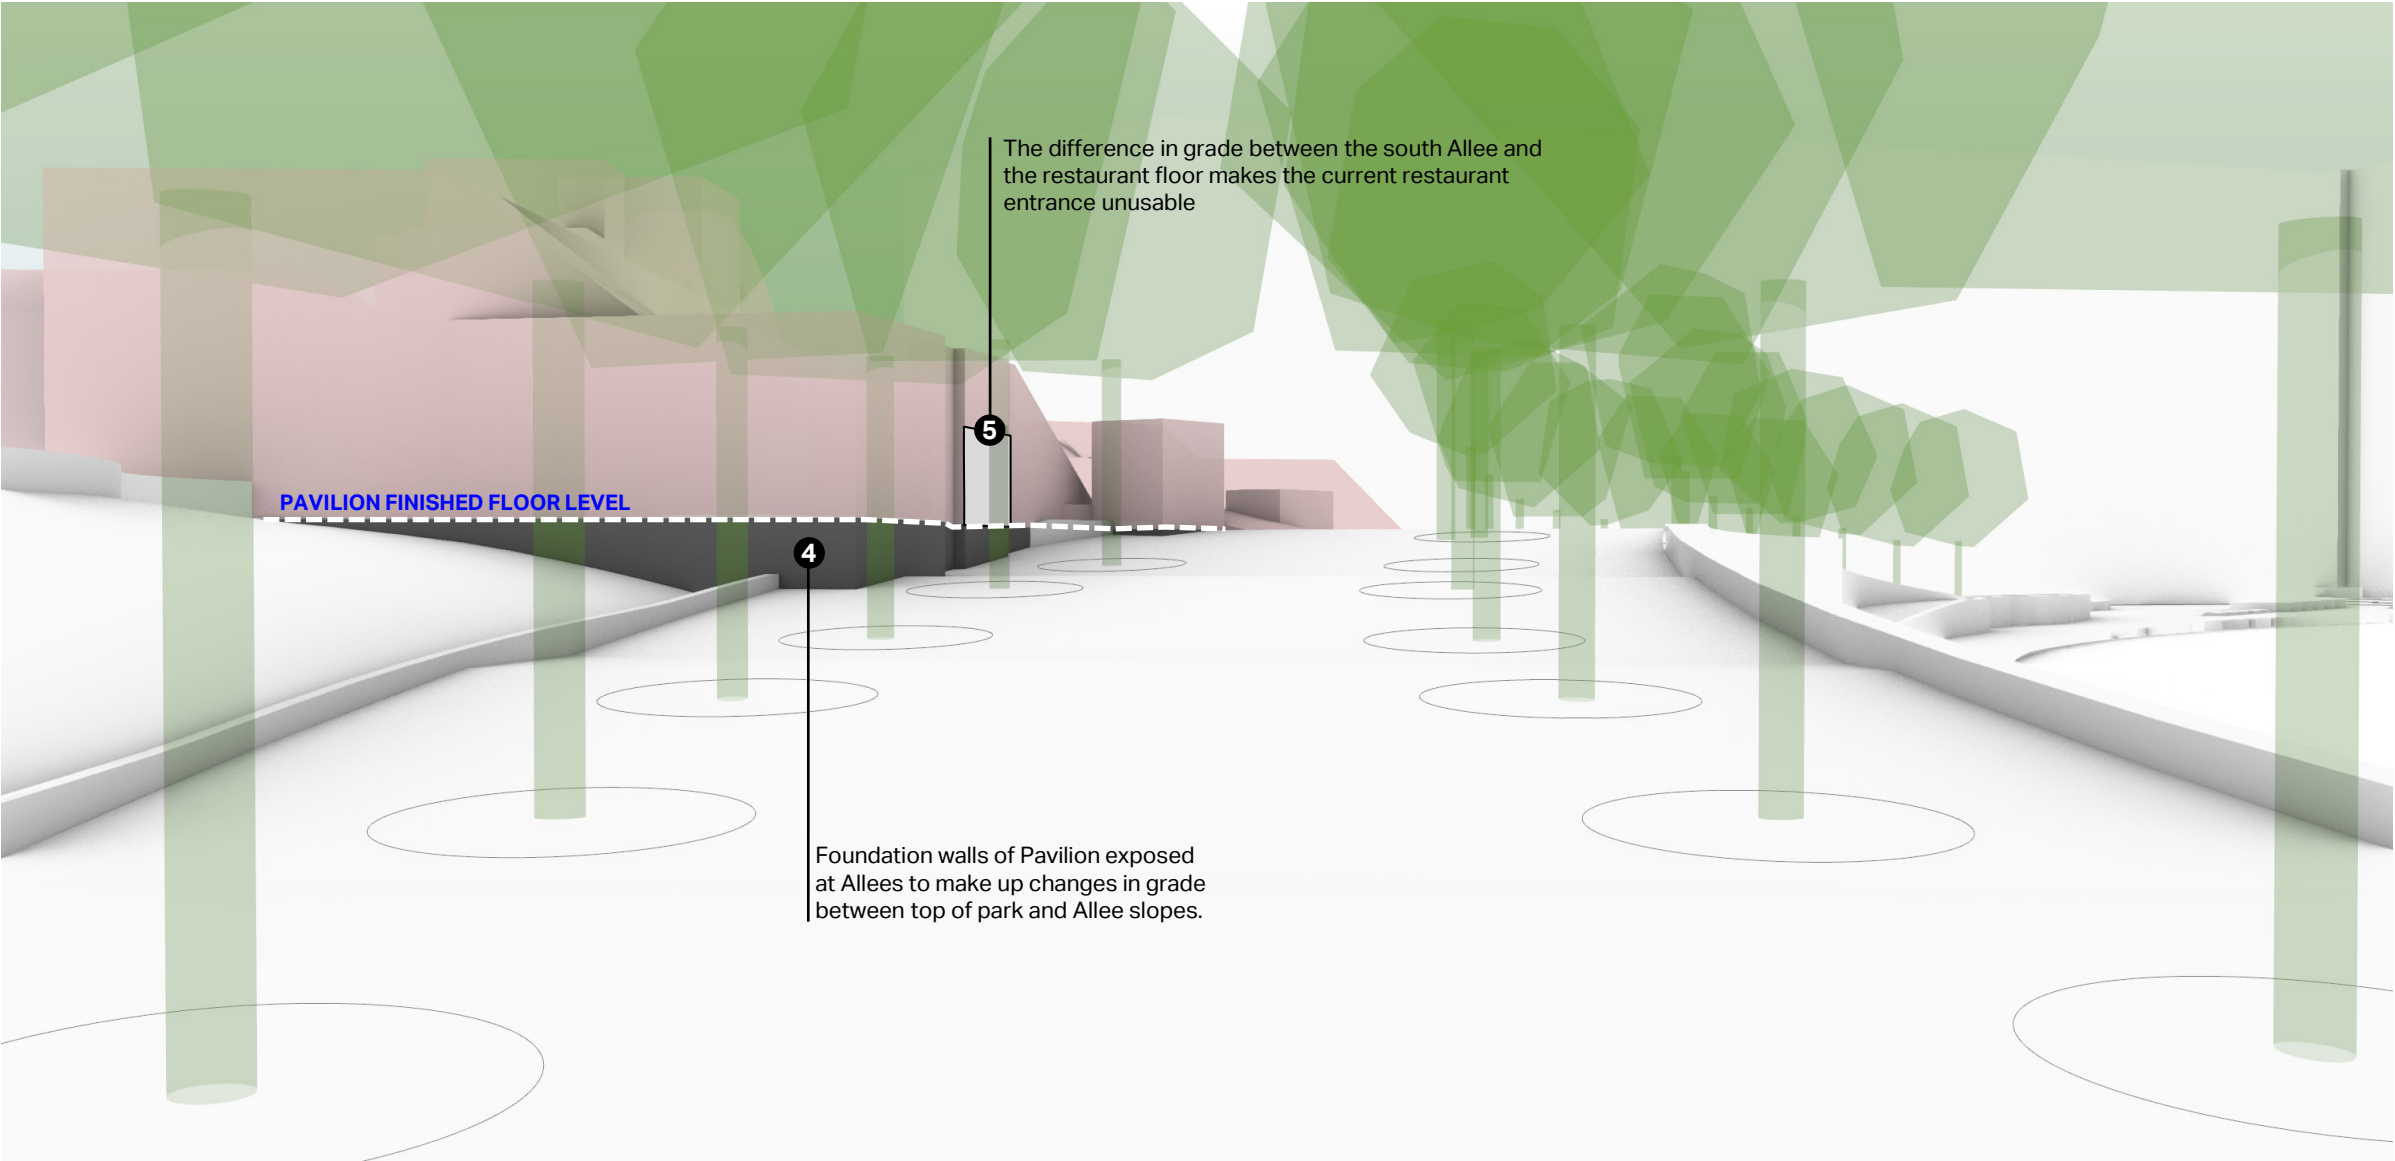 The difference in grade between the south Allee and
the restaurant floor makes the current restaurant
entrance unusable
5
PAVILION FINISHED FLOOR LEVEL
4
Foundation walls of Pavilion exposed
at Allees to make up changes in grade
between top of park and Allee slopes.